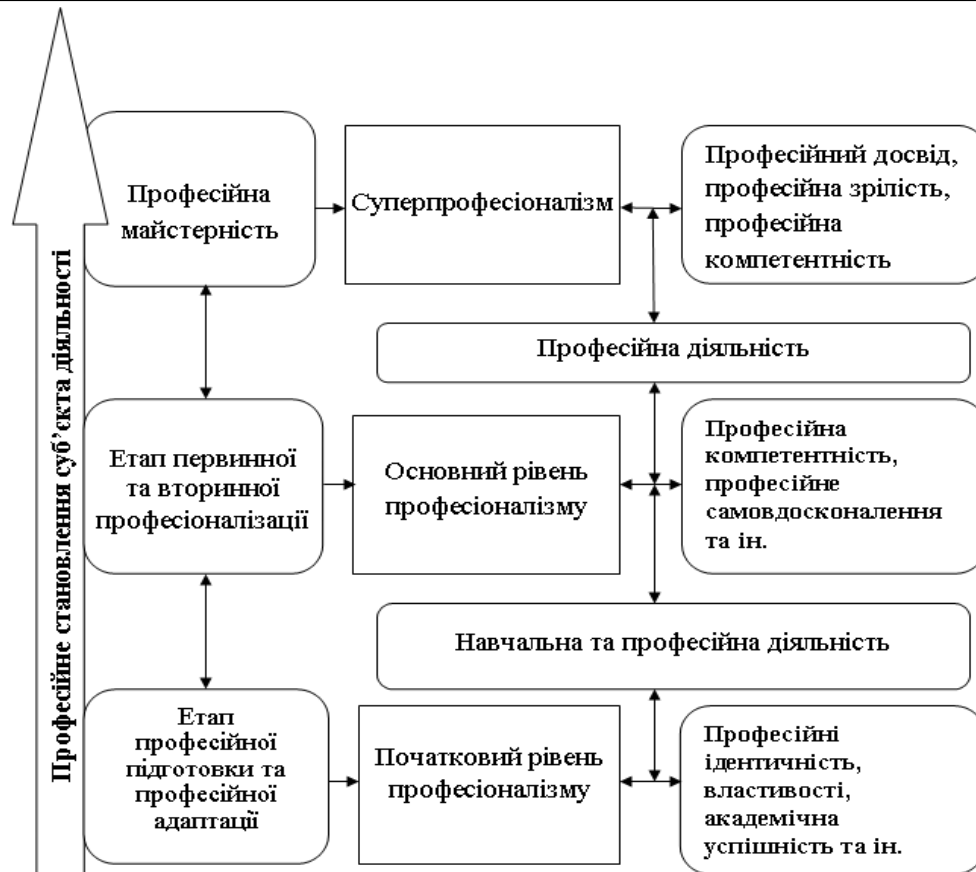 Професійне становлення суб’єкта діяльності
Професійна
майстерність
Суперпрофесіоналізм
Професійний досвід,
професійна зрілість,
професійна
компетентність
Професійна діяльність
Етап первинної
та вторинної
професіоналізації
Основний рівень
професіоналізму
Професійна
компетентність,
професійне
самовдосконалення
та ін.
Навчальна та професійна діяльність
Етап
професійної
підготовки та
професійної
адаптації
Початковий рівень
професіоналізму
Професійні
ідентичність,
властивості,
академічна
успішність та ін.